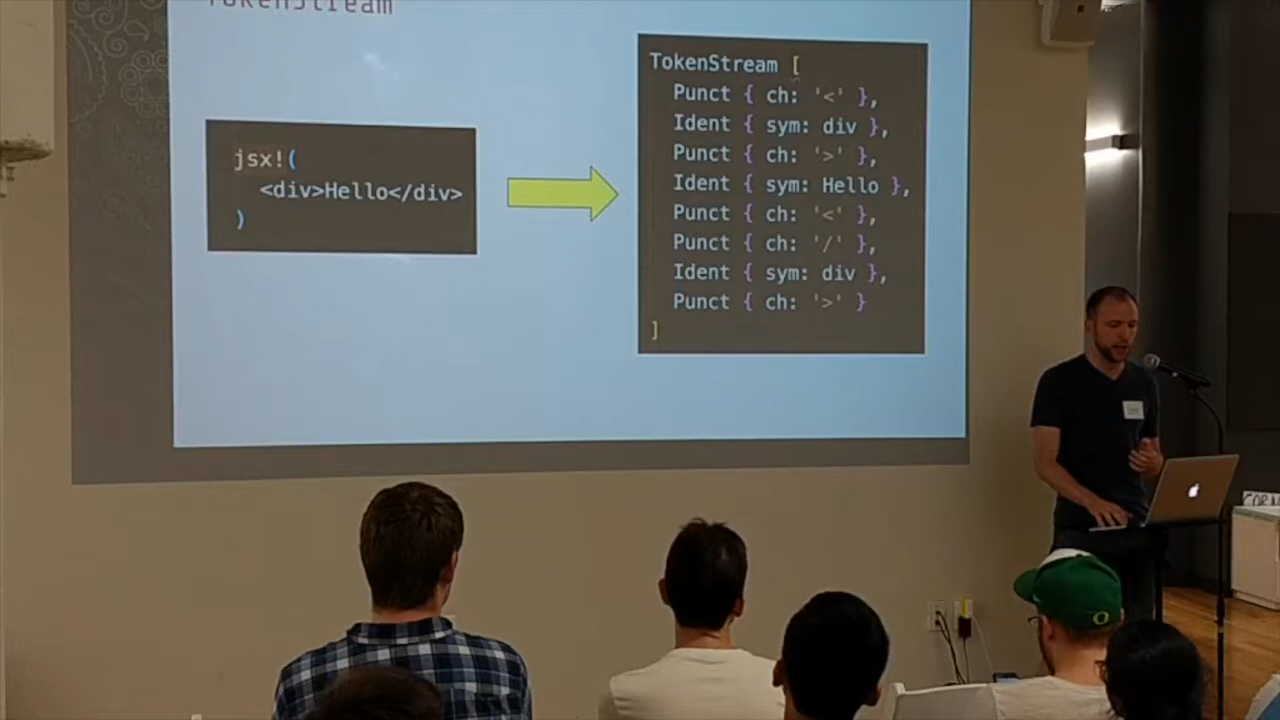 TokenStream
jsx!(
<div>Hello</div>
)
TokenStream [
Punct { ch: '<' },
Ident { sym: div },
Punct { ch: '>' },
Ident { sym: Hello },
Punct { ch: '<' },
Punct { ch: '/' },
Ident { sym: div },
Punct { ch: '>' }
]
O